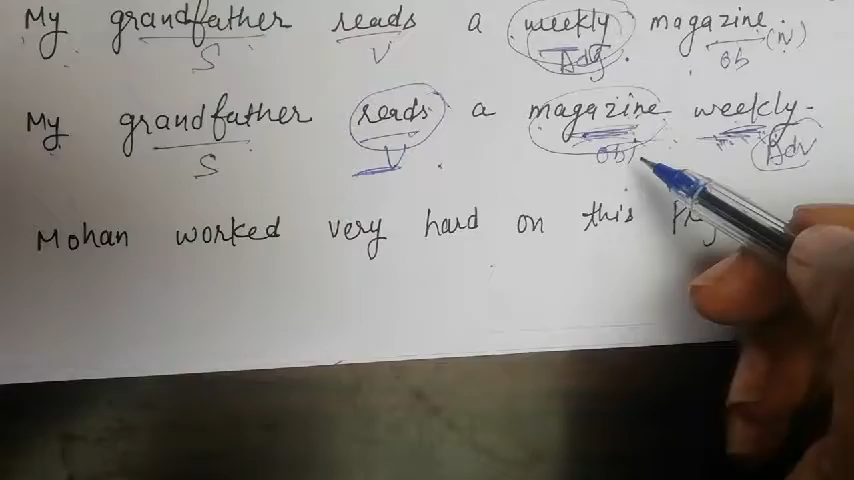 My grandfather reads a weekly magazine
S V Adj. ob (N)
My grandfather reads a magazine weekly.
S V obj Adv
Mohan worked very hard on this